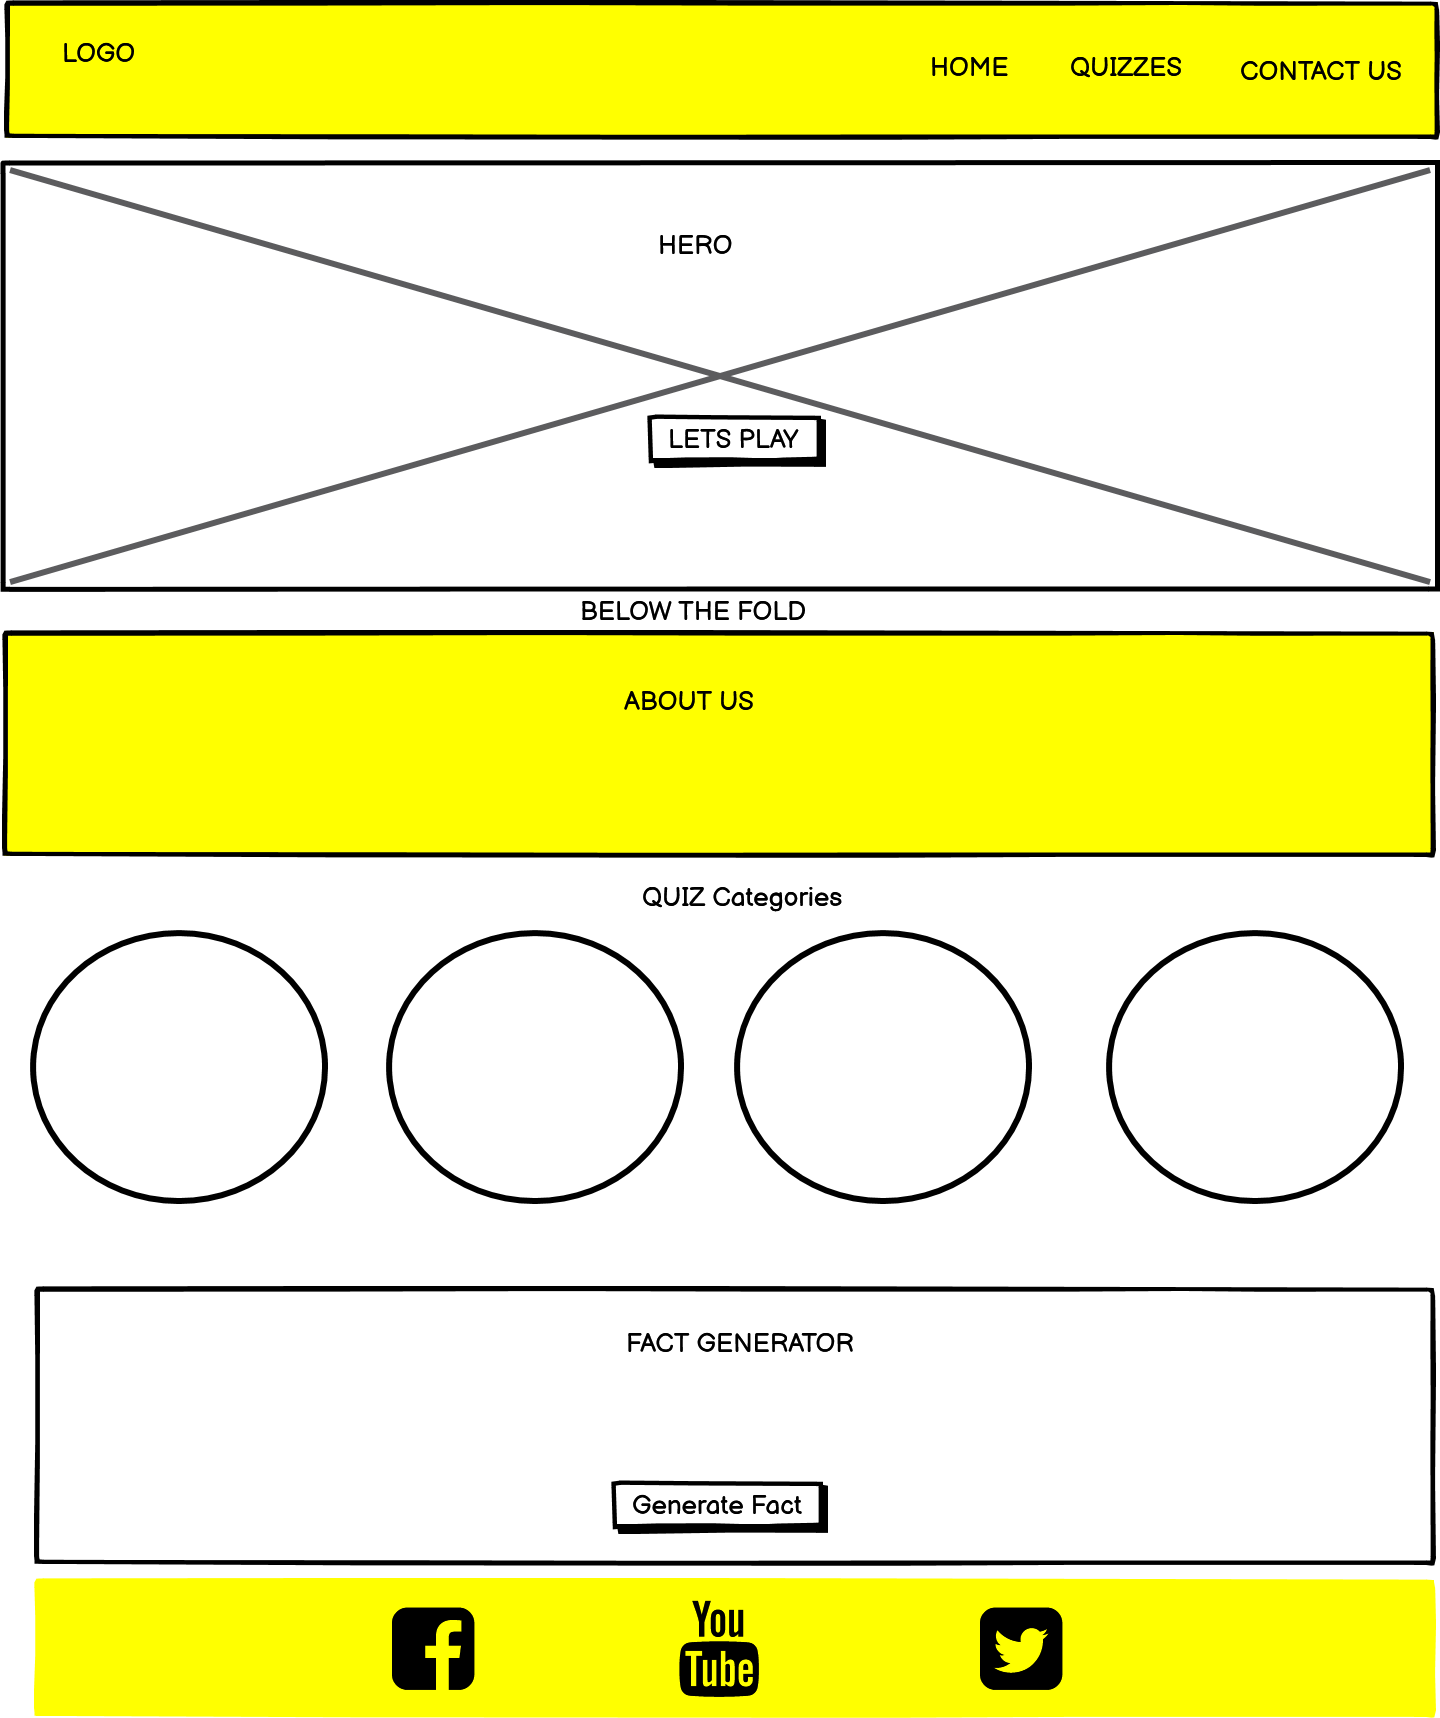 LOGO
HOME QUIZZES CONTACT US
HERO
LETS PLAY
BELOW THE FOLD
ABOUT US
QUIZ Categories
FACT GENERATOR
Generate Fact
You
Tube